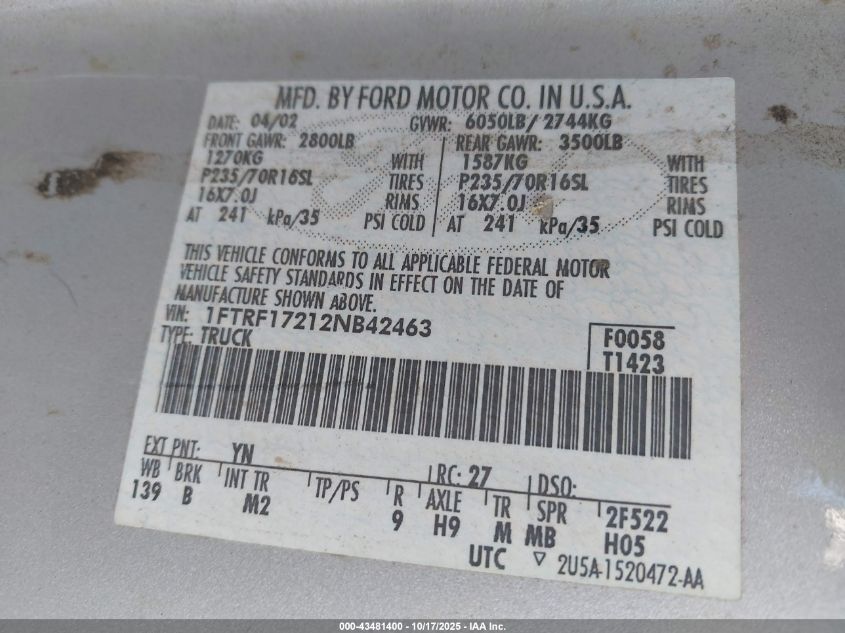 MFD. BY FORD MOTOR CO. IN U.S.A.
DATE: 04/02 GVWR: 6050LB/ 2744KG
FRONT GAWR: 2800LB REAR GAWR: 3500LB
1270KG WITH 1587KG WITH
P235/70R16SL TIRES P235/70R16SL TIRES
16X7.0J RIMS 16X7.0J RIMS
AT 241 kPa/35 PSI COLD AT 241 kPa/35 PSI COLD
THIS VEHICLE CONFORMS TO ALL APPLICABLE FEDERAL MOTOR
VEHICLE SAFETY STANDARDS IN EFFECT ON THE DATE OF
MANUFACTURE SHOWN ABOVE.
VIN: 1FTRF17212NB42463
TYPE: TRUCK
F0058
T1423
EXT PNT: YN RC: 27 DSO:
WB BRK INT TR TP/PS R AXLE TR SPR 2F522
139 B M2 9 H9 M MB H05
UTC ▽ 2U5A-1520472-AA
000-43481400 - 10/17/2025 - IAA Inc.